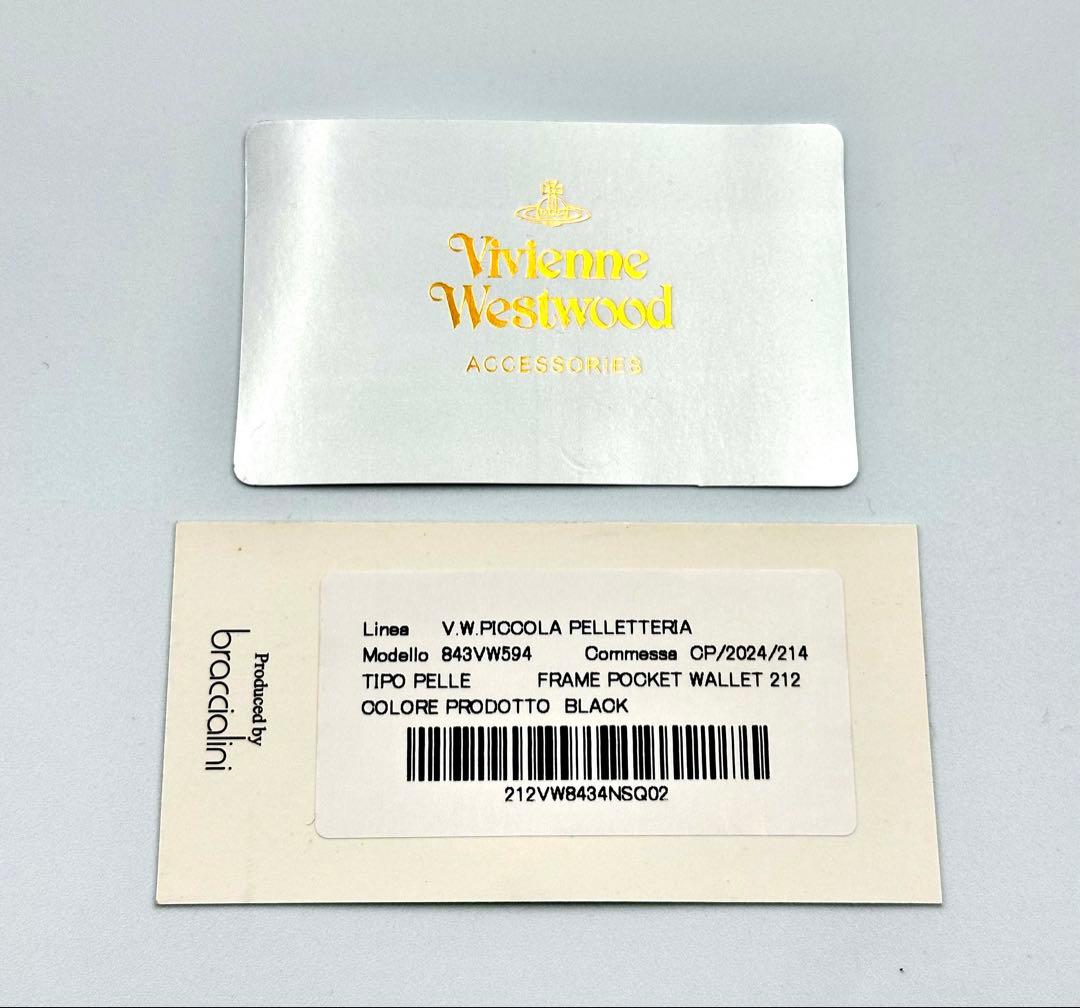 Vivienne
Westwood
ACCESSORIES
Produced by
braccialini
Linea V.W.PICCOLA PELLETTERIA
Modello 843VW594 Commessa CP/2024/214
TIPO PELLE FRAME POCKET WALLET 212
COLORE PRODOTTO BLACK
212VW8434NSQ02